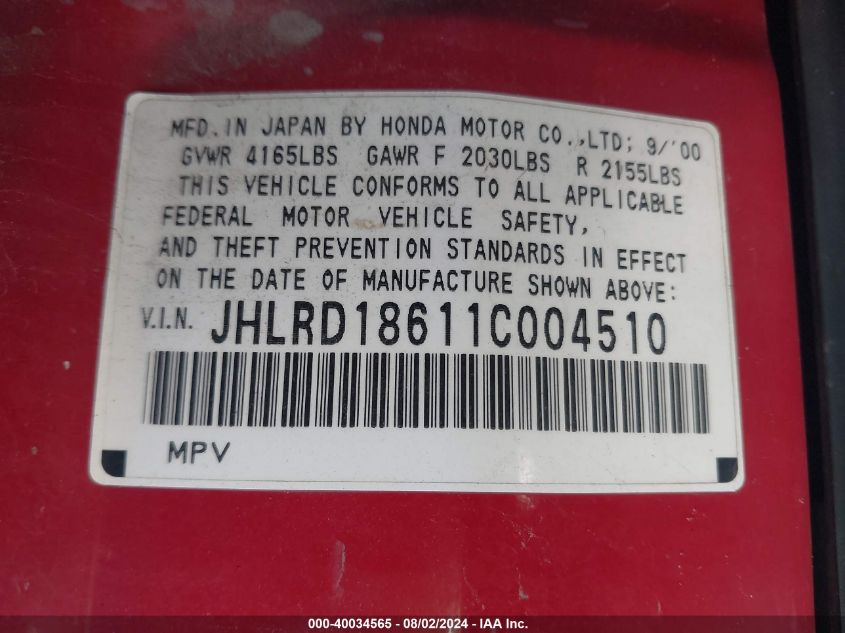 MFD. IN JAPAN BY HONDA MOTOR CO.,LTD; 9/'00
GVWR 4165LBS GAWR F 2030LBS R 2155LBS
THIS VEHICLE CONFORMS TO ALL APPLICABLE
FEDERAL MOTOR VEHICLE SAFETY,
AND THEFT PREVENTION STANDARDS IN EFFECT
ON THE DATE OF MANUFACTURE SHOWN ABOVE:
V.I.N. JHLRD18611C004510
MPV
000-40034565 - 08/02/2024 - IAA Inc.